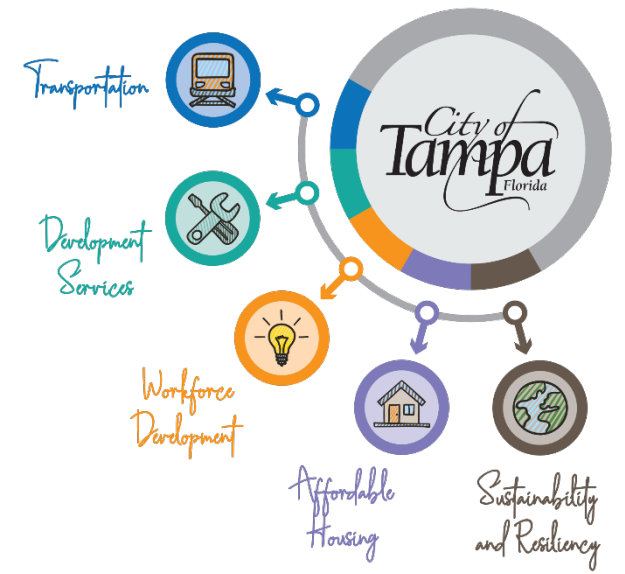 Transportation
City of
Tampa
Florida
Development
Services
Workforce
Development
Affordable
Housing
Sustainability
and Resiliency